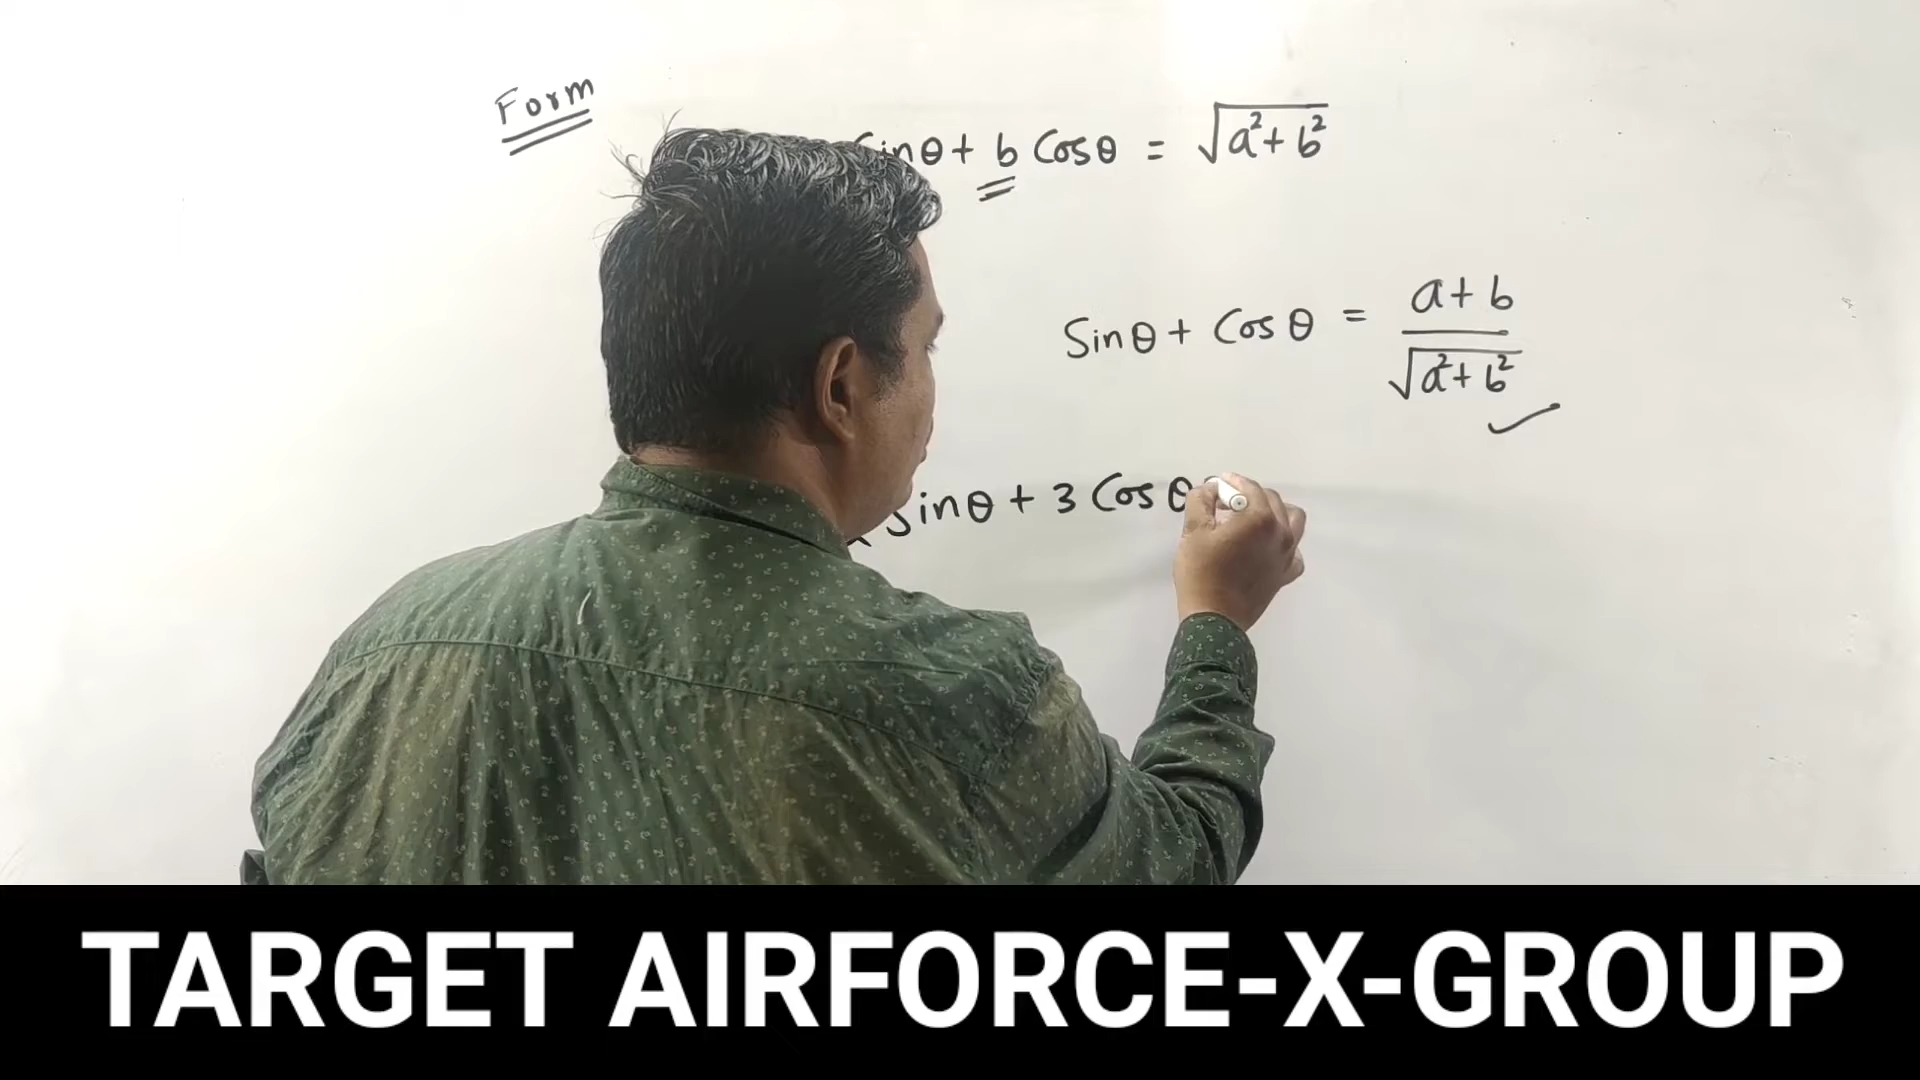 Form
Sinθ + b Cosθ = √a²+b²
Sinθ + Cosθ = a+b / √a²+b²
Sinθ + 3 Cosθ
TARGET AIRFORCE-X-GROUP